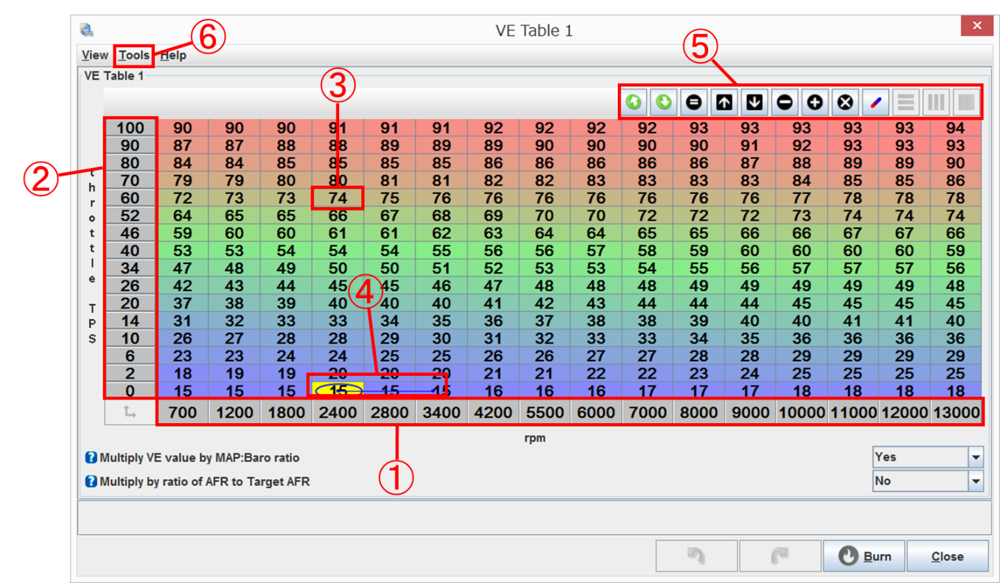 VE Table 1
⑥
⑤
View Tools Help
VE Table 1
③
②
throttle TPS
100 90 90 90 91 91 91 92 92 92 92 93 93 93 93 93 94
90 87 87 88 88 89 89 89 90 90 90 90 91 92 93 93 93
80 84 84 85 85 85 85 86 86 86 86 86 87 88 89 89 90
70 79 79 80 80 81 81 82 82 83 83 83 83 84 85 85 86
60 72 73 73 74 75 76 76 76 76 76 76 76 77 78 78 78
52 64 65 65 66 67 68 69 70 70 72 72 72 73 74 74 74
46 59 60 60 61 61 62 63 64 64 65 65 66 66 67 67 66
40 53 53 54 54 54 55 56 56 57 58 59 60 60 60 60 59
34 47 48 49 50 50 51 52 53 53 54 55 56 57 57 57 56
④
26 42 43 44 45 45 46 47 48 48 48 49 49 49 49 49 48
20 37 38 39 40 40 40 41 42 43 44 44 44 45 45 45 45
14 31 32 33 33 34 35 36 37 38 38 39 40 40 41 41 40
10 26 27 28 28 29 30 31 32 33 33 34 35 36 36 36 36
6 23 23 24 24 25 25 26 26 27 27 28 28 29 29 29 29
2 18 19 19 20 20 20 21 21 22 22 23 24 25 25 25 25
0 15 15 15 15 15 15 16 16 16 17 17 17 18 18 18 18
700 1200 1800 2400 2800 3400 4200 5500 6000 7000 8000 9000 10000 11000 12000 13000
rpm
Multiply VE value by MAP:Baro ratio Yes
①
Multiply by ratio of AFR to Target AFR No
Burn Close